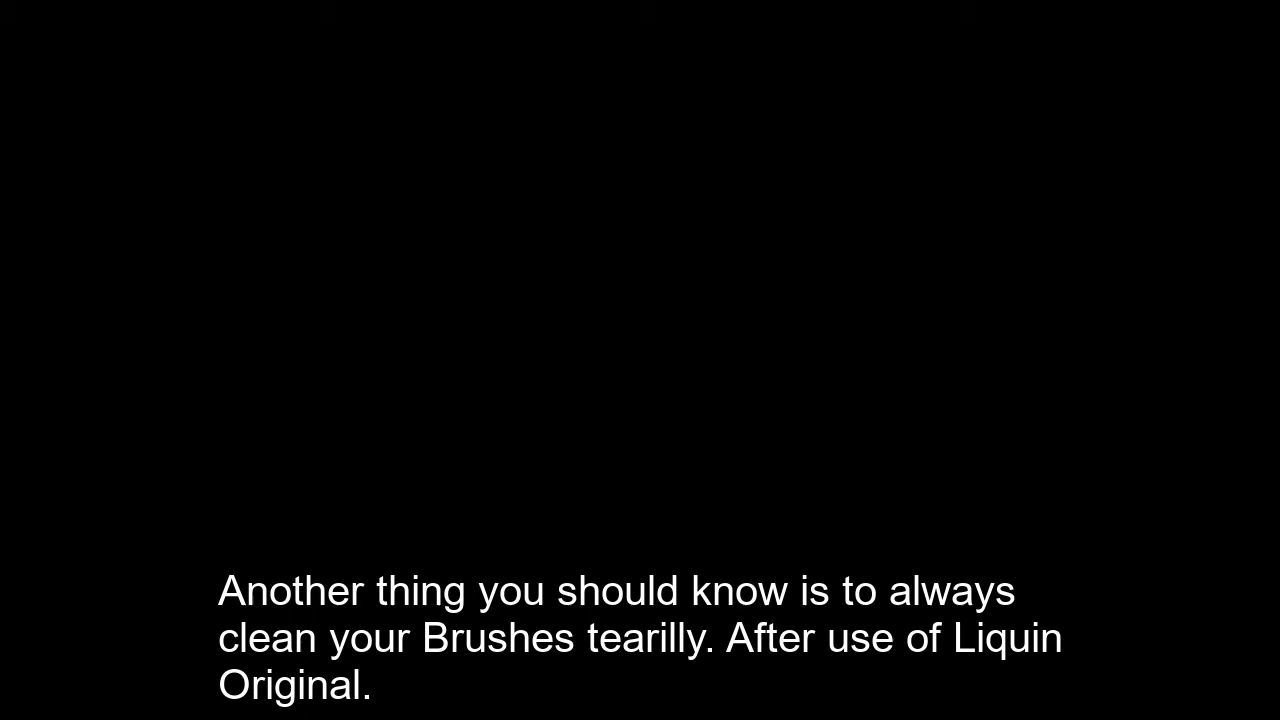 Another thing you should know is to always
clean your Brushes tearilly. After use of Liquin
Original.